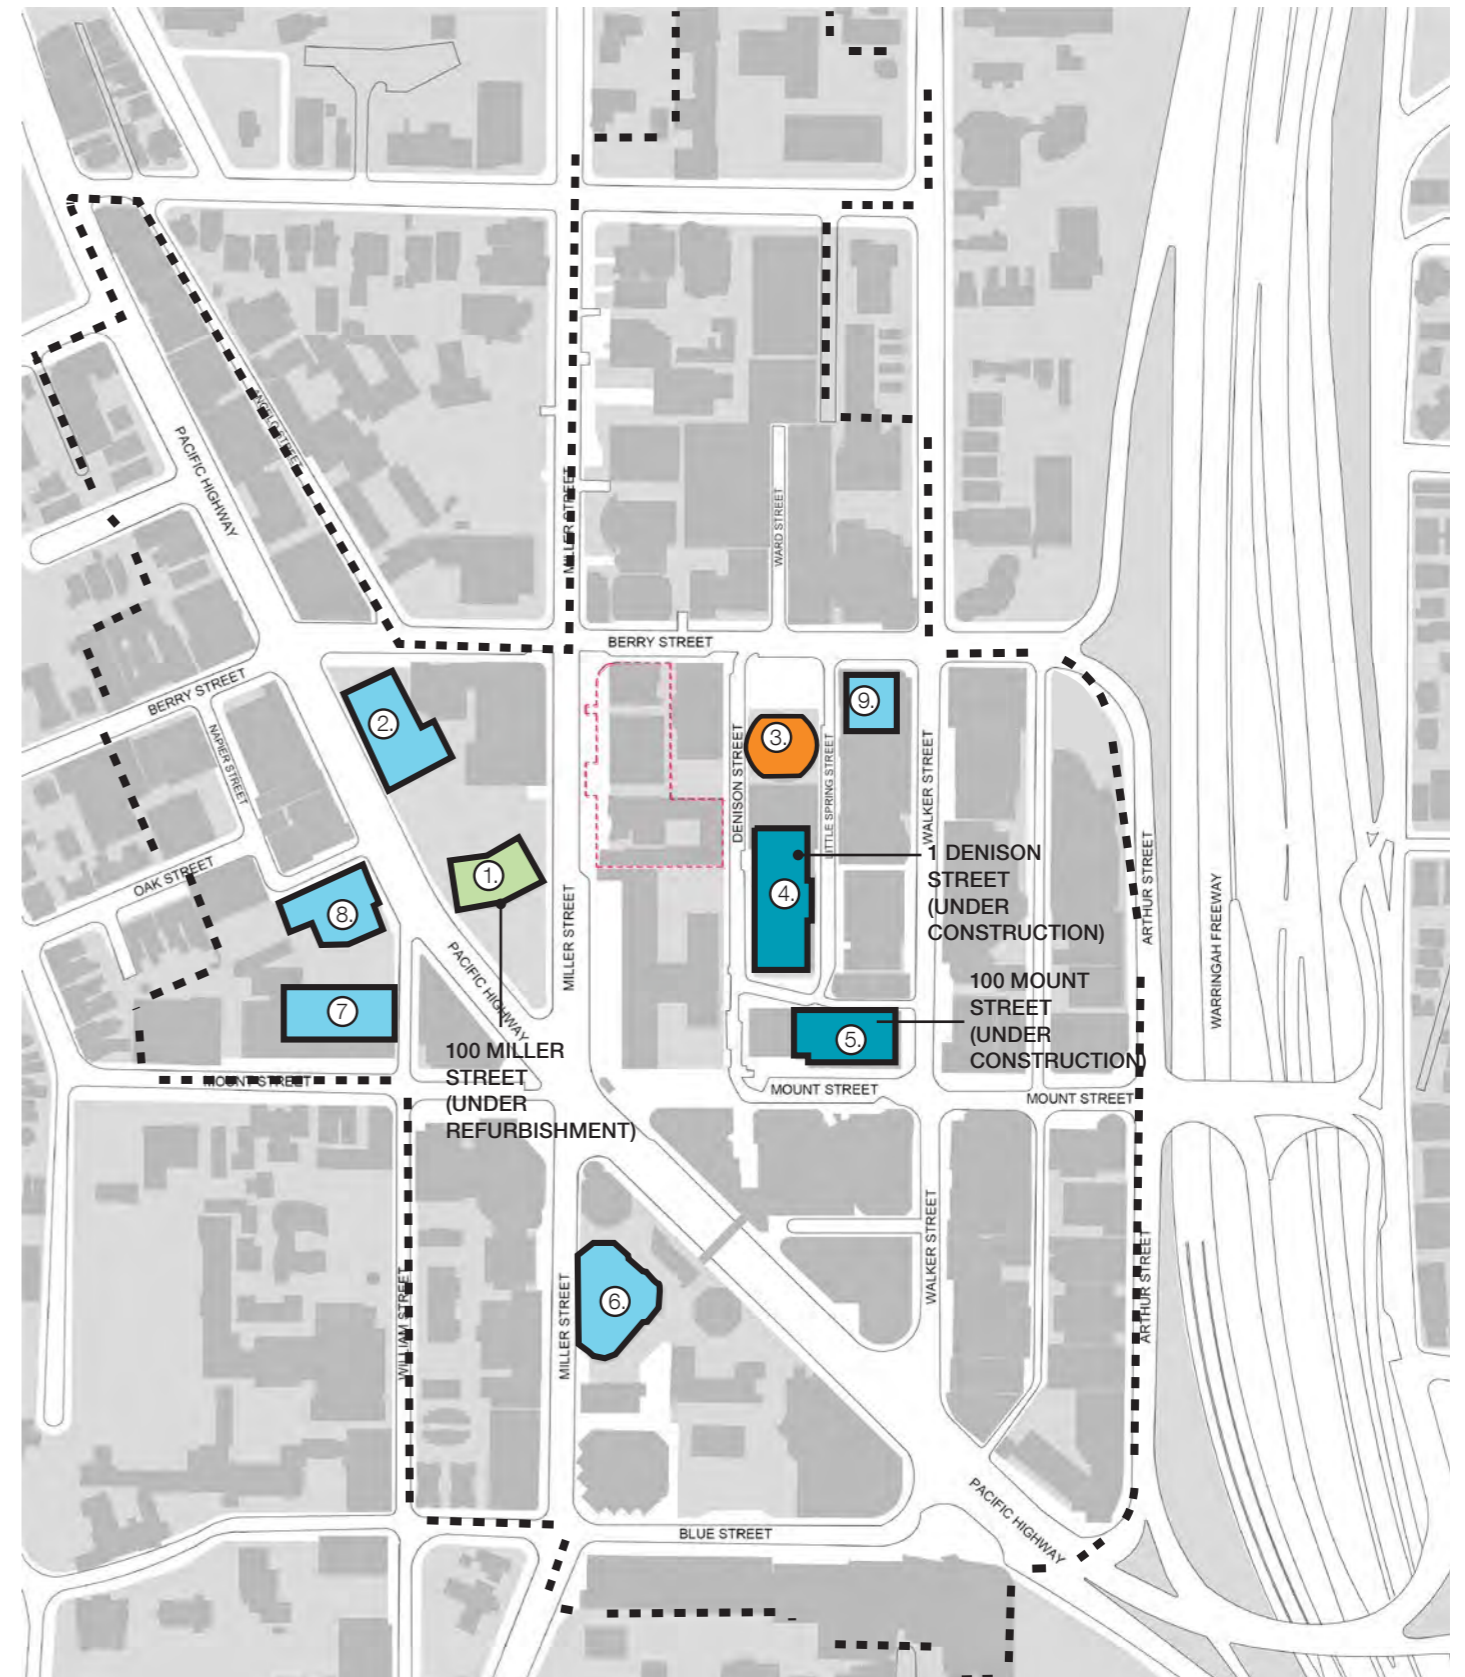 ANGELO STREET
PACIFIC HIGHWAY
MILLER STREET
WARD STREET
BERRY STREET
BERRY STREET
NAPIER STREET
2.
9.
3.
DENISON STREET
LITTLE SPRING STREET
WALKER STREET
1 DENISON
STREET
(UNDER
CONSTRUCTION)
4.
1.
OAK STREET
8.
MILLER STREET
ARTHUR STREET
WARRINGAH FREEWAY
PACIFIC HIGHWAY
7
100 MOUNT
STREET
(UNDER
CONSTRUCTION)
5.
100 MILLER
STREET
(UNDER
REFURBISHMENT)
MOUNT STREET
MOUNT STREET
MOUNT STREET
WALKER STREET
ARTHUR STREET
WILLIAM STREET
MILLER STREET
6.
PACIFIC HIGHWAY
BLUE STREET